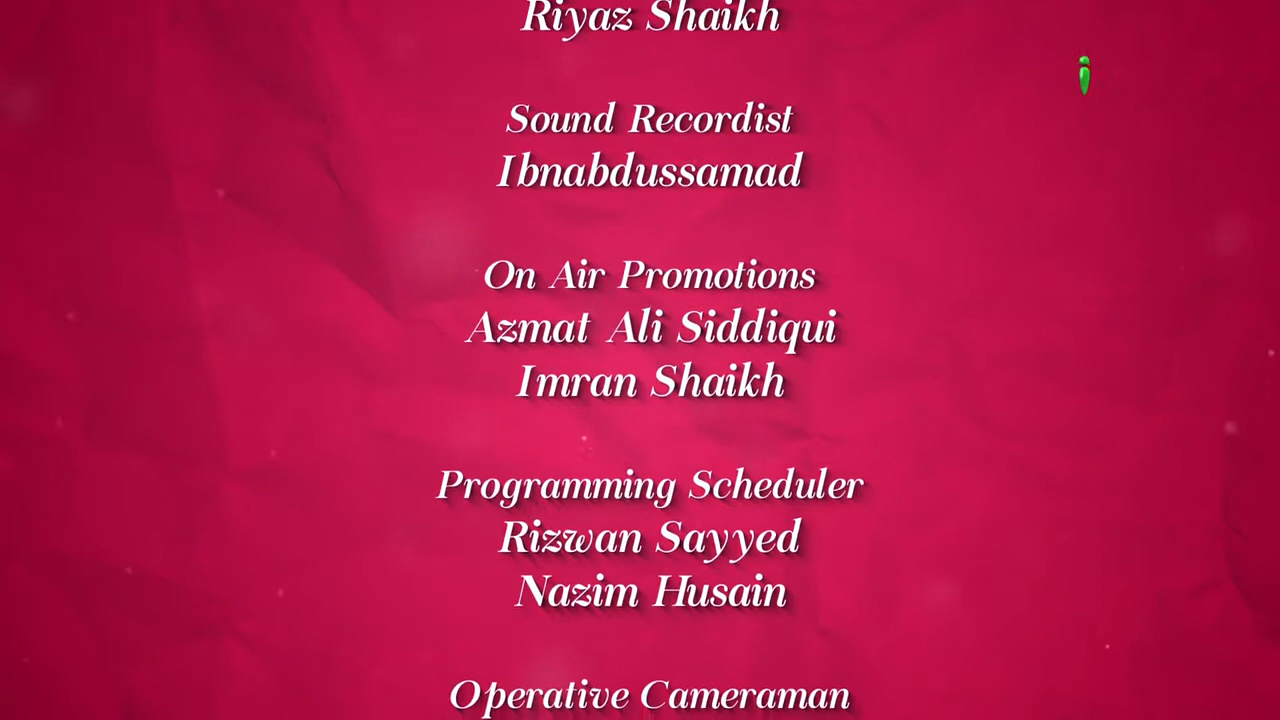 Riyaz Shaikh
Sound Recordist
Ibnabdussamad
On Air Promotions
Azmat Ali Siddiqui
Imran Shaikh
Programming Scheduler
Rizwan Sayyed
Nazim Husain
Operative Cameraman